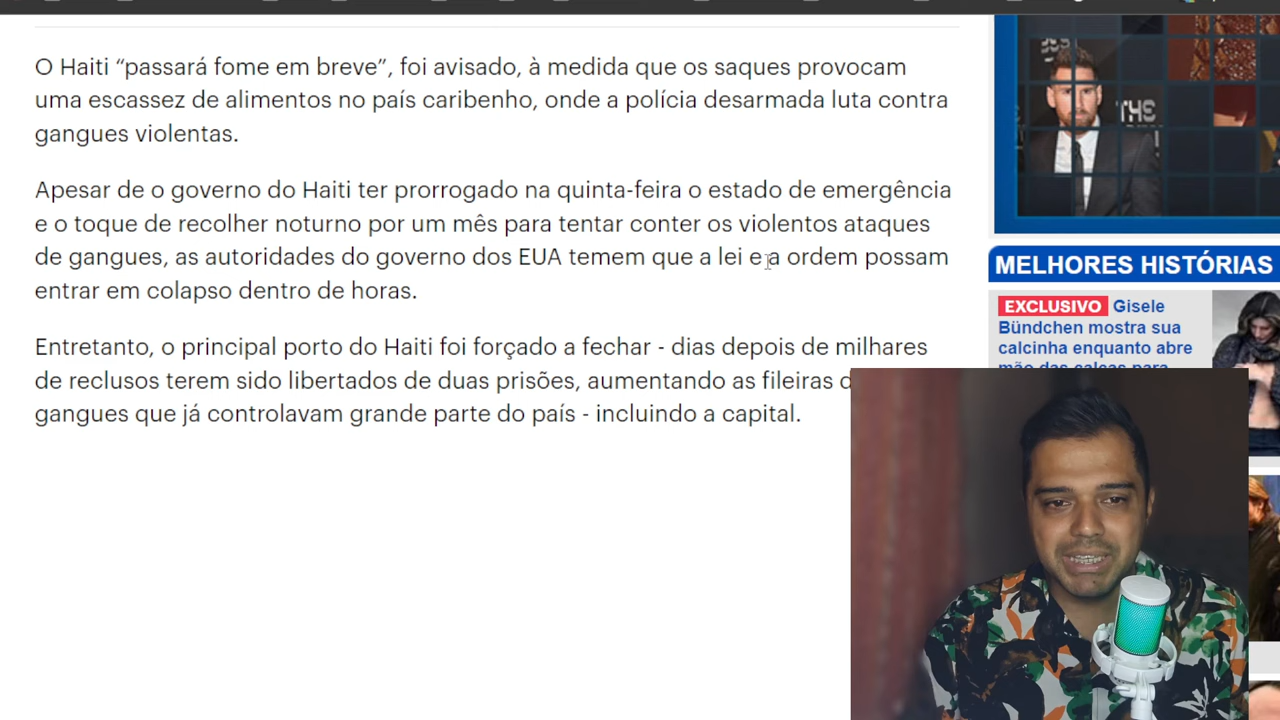 O Haiti “passará fome em breve”, foi avisado, à medida que os saques provocam
uma escassez de alimentos no país caribenho, onde a polícia desarmada luta contra
gangues violentas.
Apesar de o governo do Haiti ter prorrogado na quinta-feira o estado de emergência
e o toque de recolher noturno por um mês para tentar conter os violentos ataques
de gangues, as autoridades do governo dos EUA temem que a lei e a ordem possam
entrar em colapso dentro de horas.
Entretanto, o principal porto do Haiti foi forçado a fechar - dias depois de milhares
de reclusos terem sido libertados de duas prisões, aumentando as fileiras
gangues que já controlavam grande parte do país - incluindo a capital.
THE
MELHORES HISTÓRIAS
EXCLUSIVO Gisele
Bündchen mostra sua
calcinha enquanto abre
mão das calças para